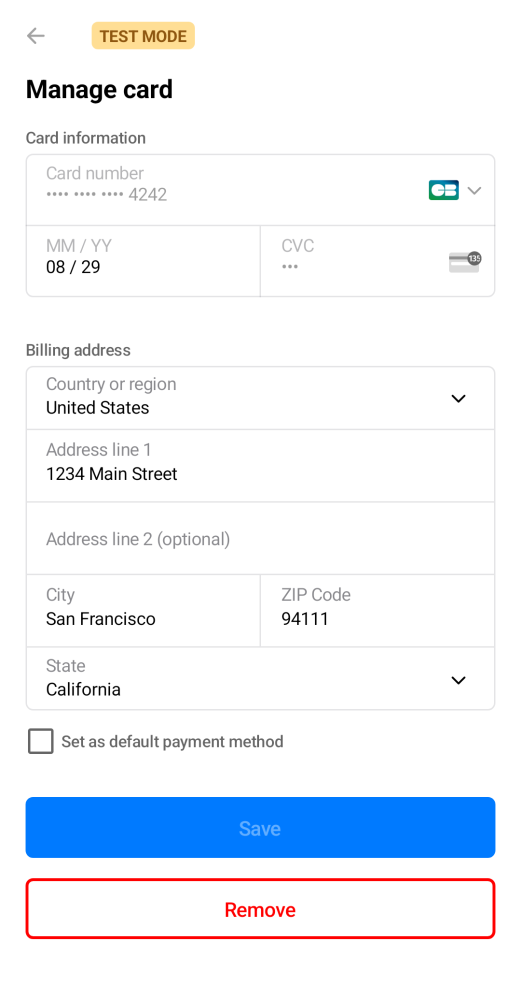 TEST MODE
Manage card
Card information
Card number
•••• •••• •••• 4242
CB
MM / YY
08 / 29
CVC
•••
135
Billing address
Country or region
United States
Address line 1
1234 Main Street
Address line 2 (optional)
City
San Francisco
ZIP Code
94111
State
California
Set as default payment method
Save
Remove